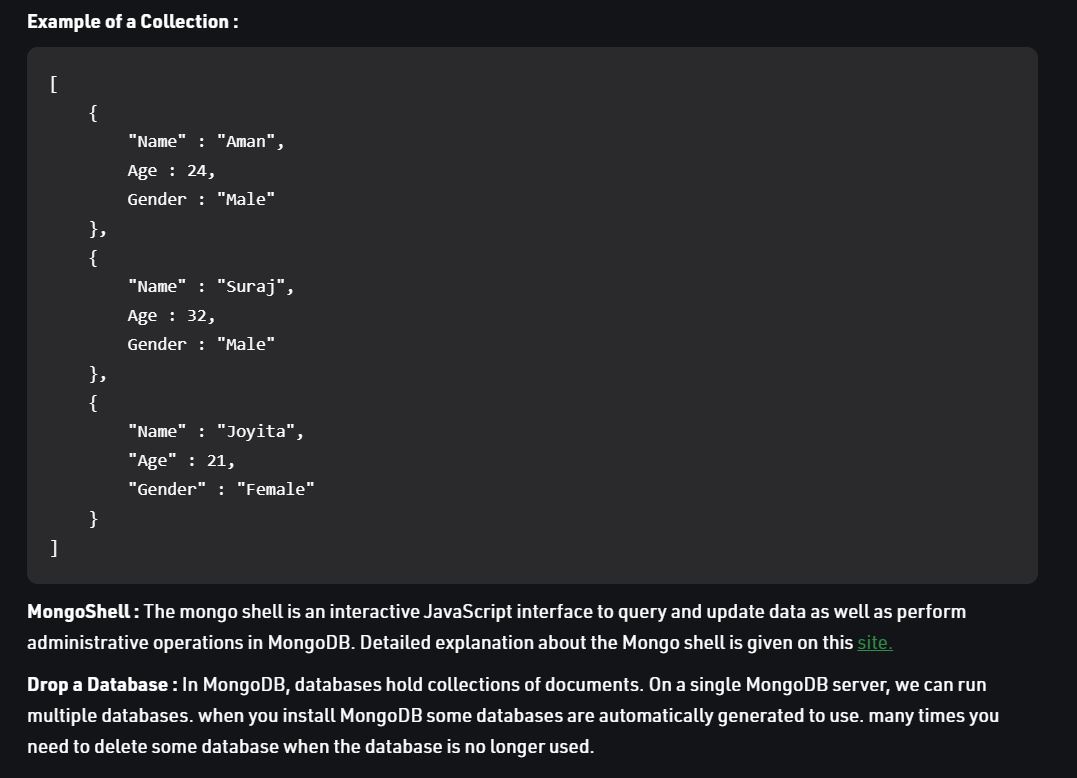 Example of a Collection :
[
    {
        "Name" : "Aman",
        Age : 24,
        Gender : "Male"
    },
    {
        "Name" : "Suraj",
        Age : 32,
        Gender : "Male"
    },
    {
        "Name" : "Joyita",
        "Age" : 21,
        "Gender" : "Female"
    }
]
MongoShell : The mongo shell is an interactive JavaScript interface to query and update data as well as perform
administrative operations in MongoDB. Detailed explanation about the Mongo shell is given on this site.
Drop a Database : In MongoDB, databases hold collections of documents. On a single MongoDB server, we can run
multiple databases. when you install MongoDB some databases are automatically generated to use. many times you
need to delete some database when the database is no longer used.